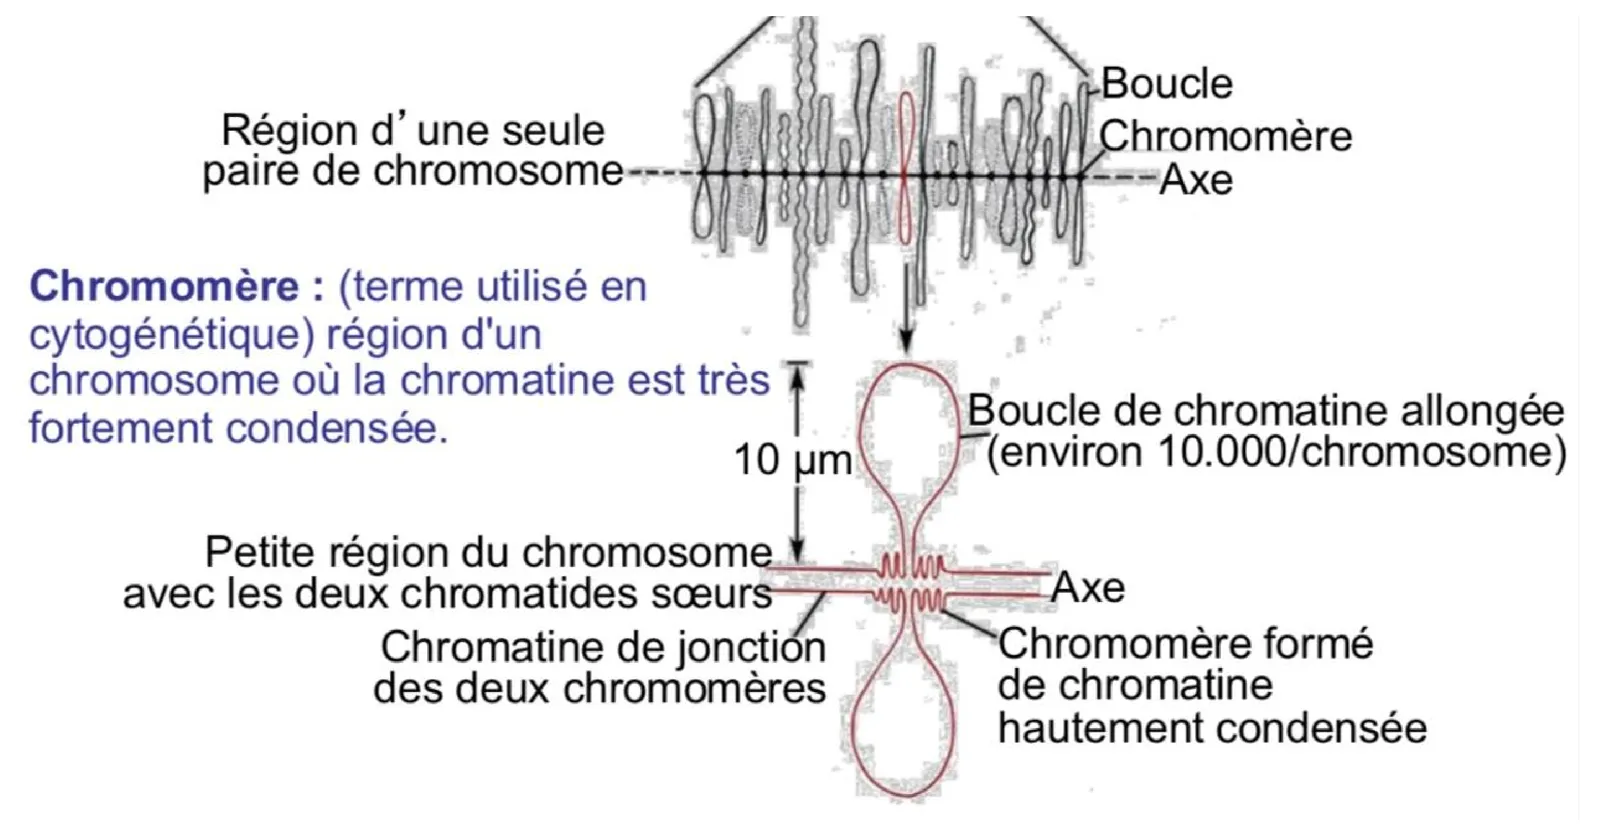 Boucle
Région d’ une seule
paire de chromosome
Chromomère
Axe
Chromomère : (terme utilisé en
cytogénétique) région d'un
chromosome où la chromatine est très
fortement condensée.
Boucle de chromatine allongée
(environ 10.000/chromosome)
10 µm
Petite région du chromosome
avec les deux chromatides sœurs
Axe
Chromatine de jonction
des deux chromomères
Chromomère formé
de chromatine
hautement condensée